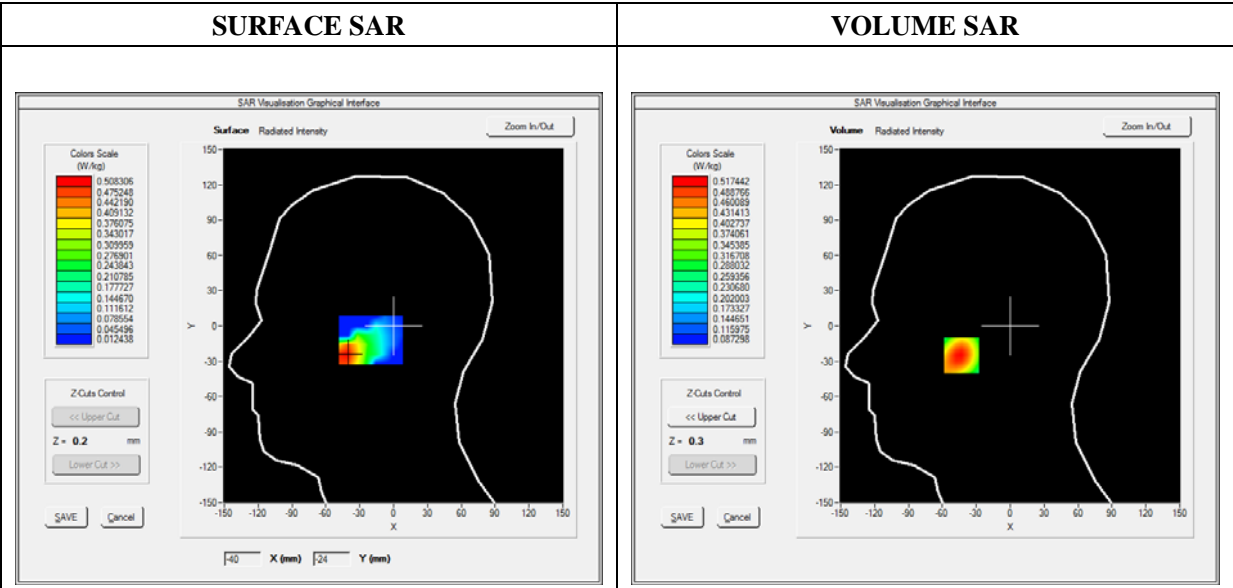 SURFACE SAR
VOLUME SAR
SAR Visualisation Graphical Interface
Surface Radiated Intensity
Zoom In/Out
Colors Scale
(W/kg)
0.508306
0.475248
0.442190
0.409132
0.376075
0.343017
0.309959
0.276901
0.243843
0.210785
0.177727
0.144670
0.111612
0.078554
0.045496
0.012438
150
120
90
60
30
0
-30
-60
-90
-120
-150
Y
-150 -120 -90 -60 -30 0 30 60 90 120 150
X
Z-Cuts Control
<< Upper Cut
Z = 0.2 mm
Lower Cut >>
SAVE Cancel
-40 X (mm) -24 Y (mm)
SAR Visualisation Graphical Interface
Volume Radiated Intensity
Zoom In/Out
Colors Scale
(W/kg)
0.517442
0.488766
0.460089
0.431413
0.402737
0.374061
0.345385
0.316708
0.288032
0.259356
0.230680
0.202003
0.173327
0.144651
0.115975
0.087298
150
120
90
60
30
0
-30
-60
-90
-120
-150
Y
-150 -120 -90 -60 -30 0 30 60 90 120 150
X
Z-Cuts Control
<< Upper Cut
Z = 0.3 mm
Lower Cut >>
SAVE Cancel